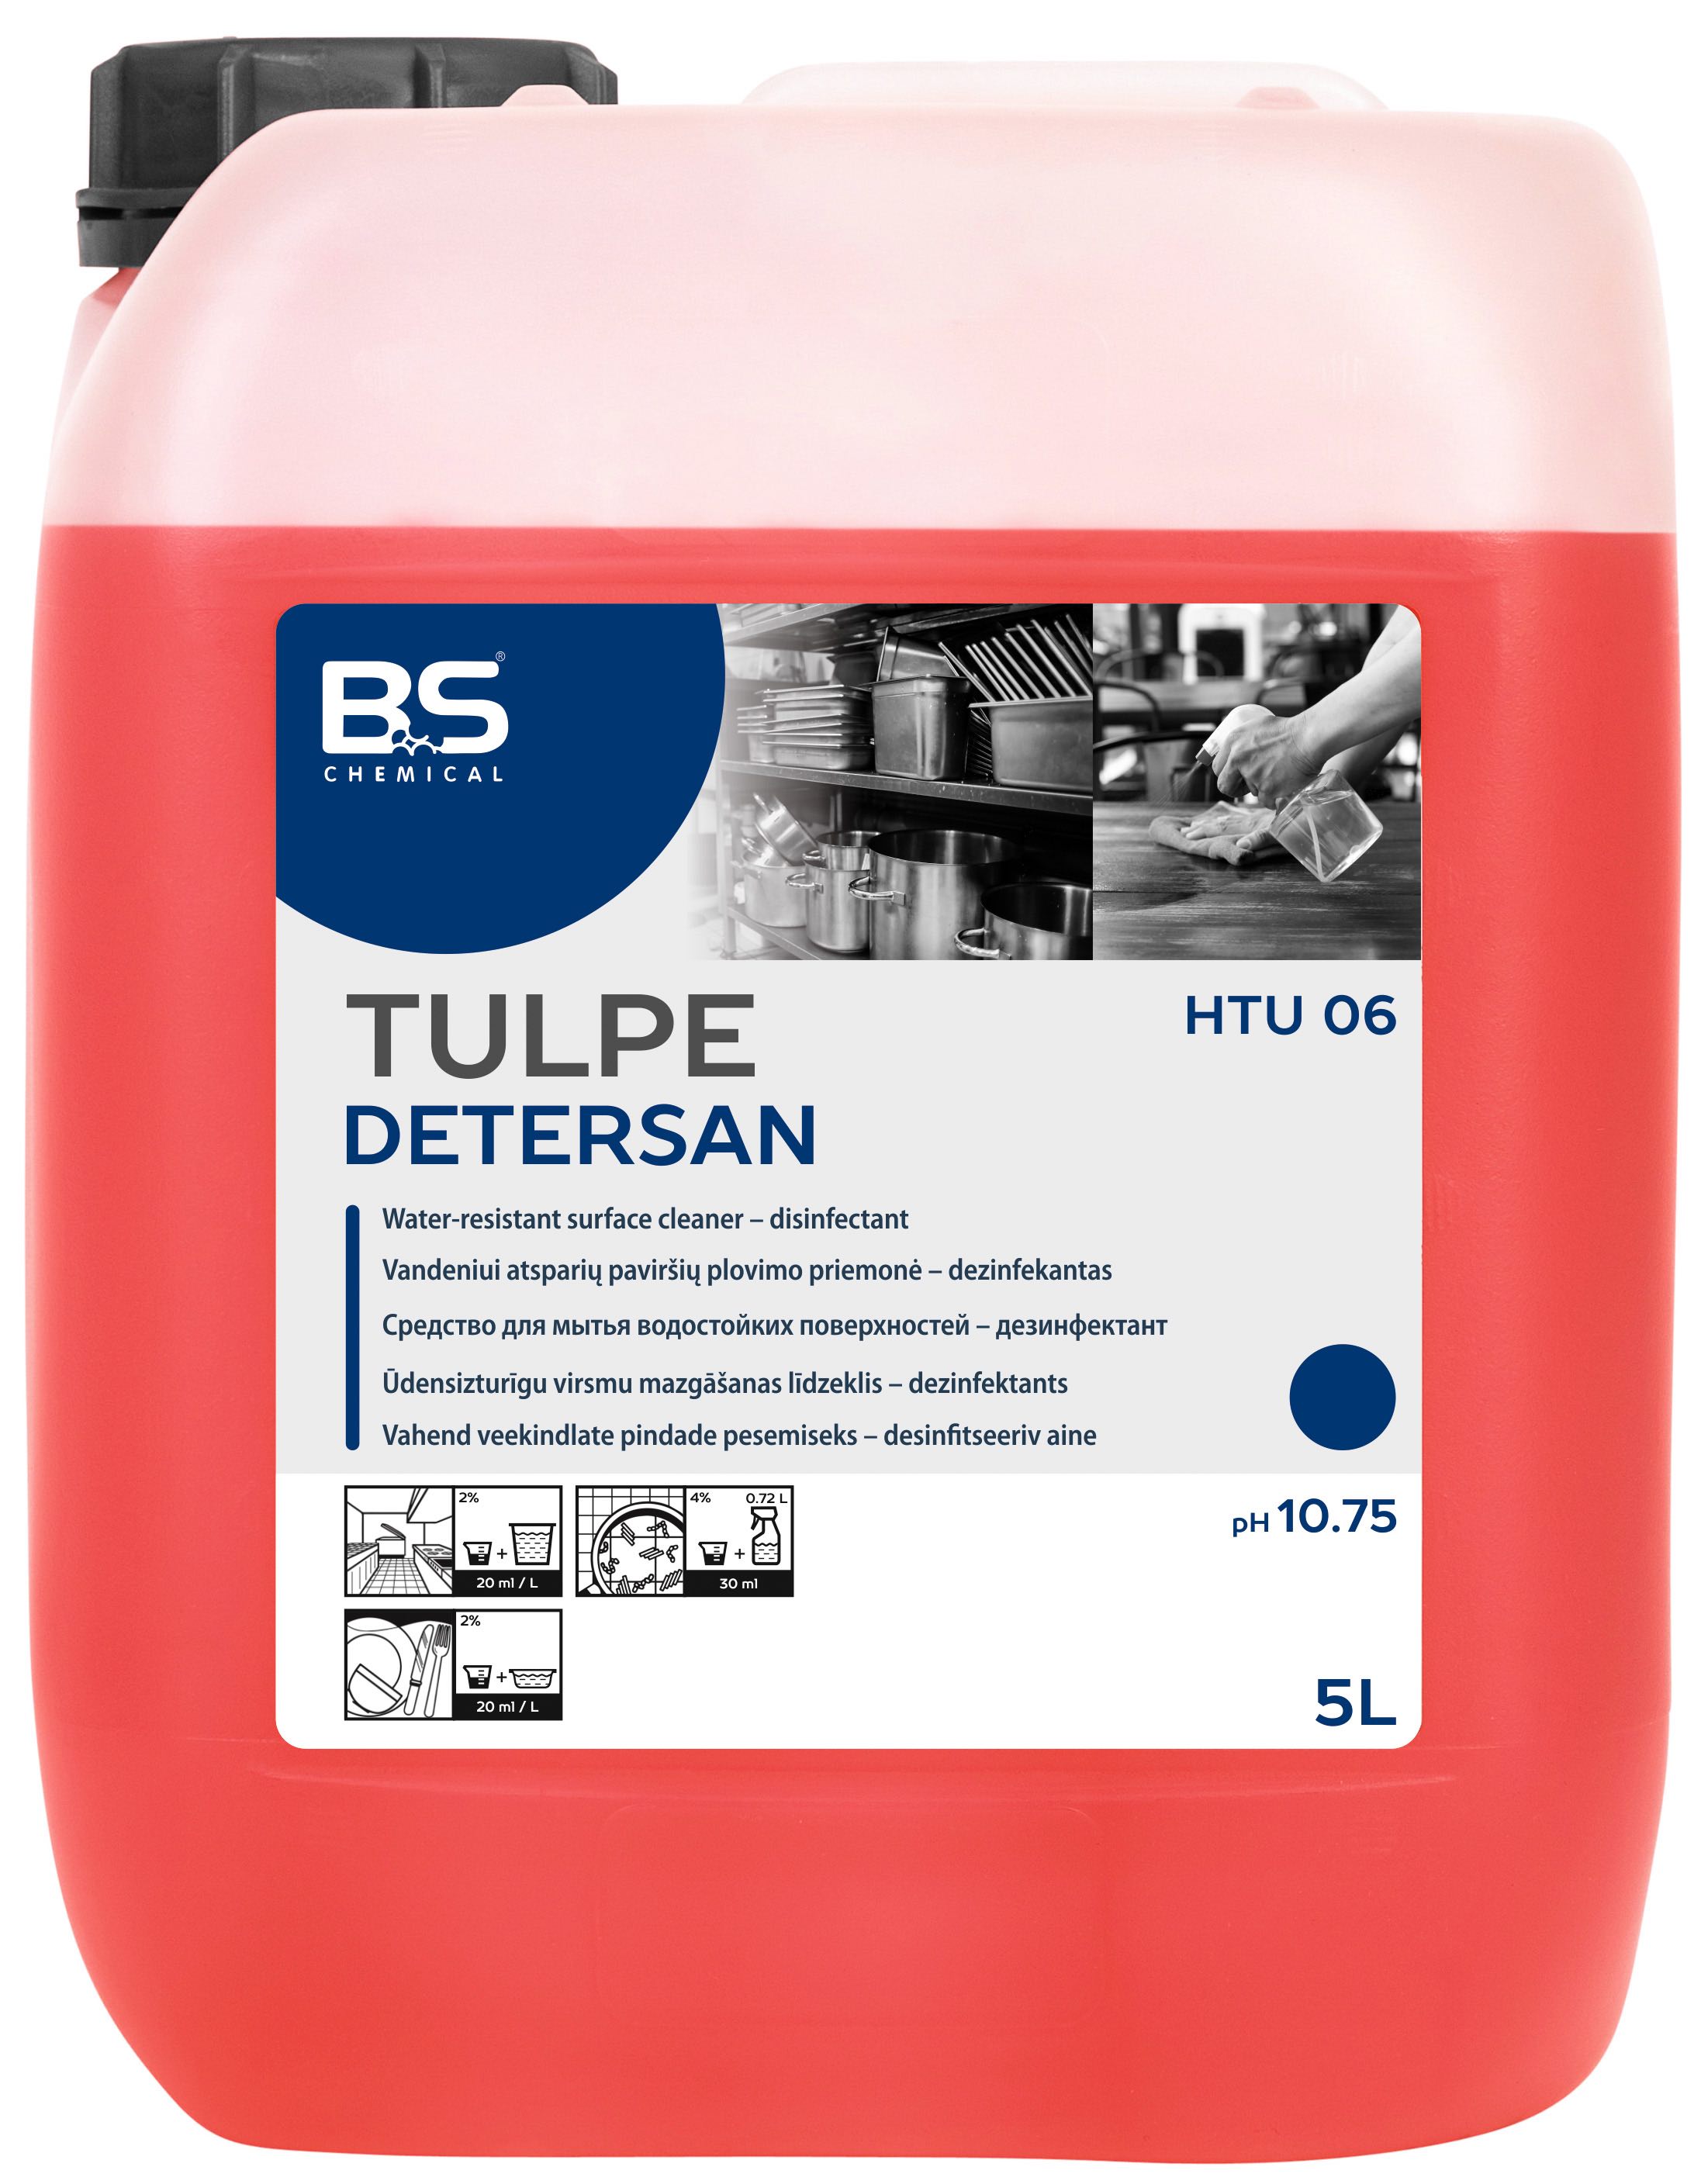 BS®
CHEMICAL
TULPE
HTU 06
DETERSAN
Water-resistant surface cleaner – disinfectant
Vandeniui atsparių paviršių plovimo priemonė – dezinfekantas
Средство для мытья водостойких поверхностей – дезинфектант
Ūdensizturīgu virsmu mazgāšanas līdzeklis – dezinfektants
Vahend veekindlate pindade pesemiseks – desinfitseeriv aine
2%
+
20 ml / L
4% 0.72 L
+
30 ml
pH 10.75
2%
+
20 ml / L
5L